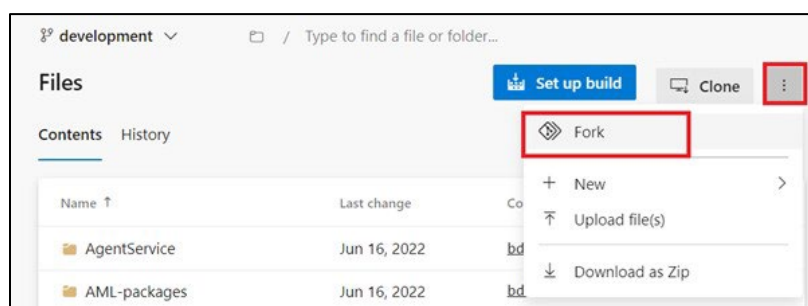 development / Type to find a file or folder...
Files Set up build Clone
Fork
Contents History
New
Name ↑ Last change Co
Upload file(s)
AgentService Jun 16, 2022 bd
Download as Zip
AML-packages Jun 16, 2022 bd